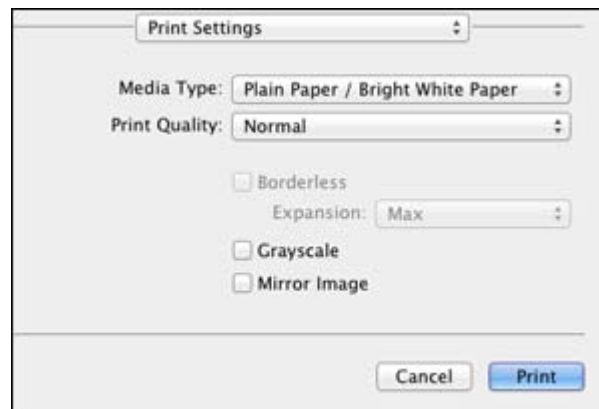 Print Settings
Media Type: Plain Paper / Bright White Paper
Print Quality: Normal
Borderless
Expansion: Max
Grayscale
Mirror Image
Cancel Print